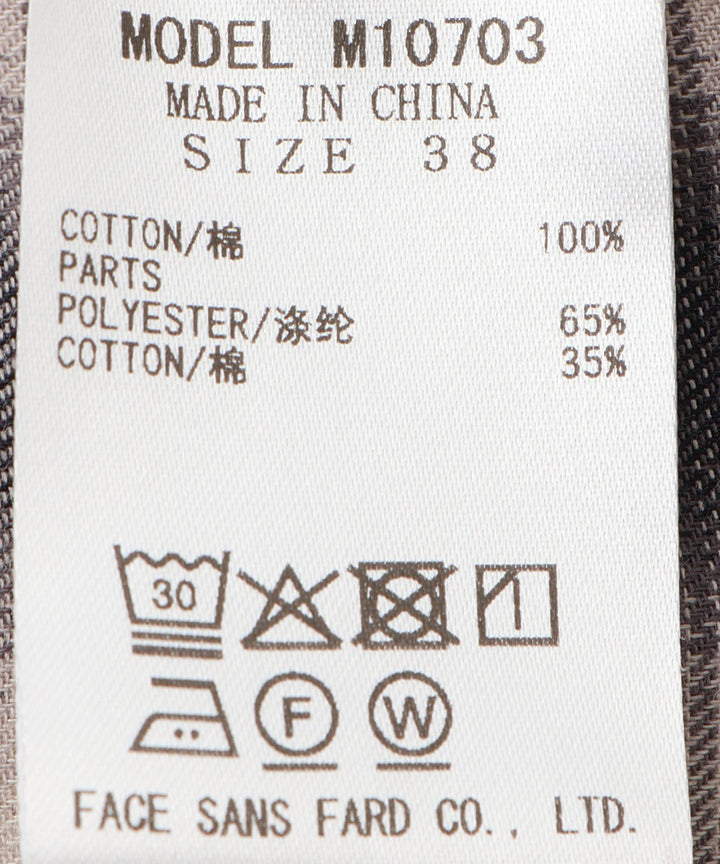 MODEL M10703
MADE IN CHINA
SIZE 38
COTTON/棉 100%
PARTS
POLYESTER/涤纶 65%
COTTON/棉 35%
30
F W
FACE SANS FARD CO., LTD.